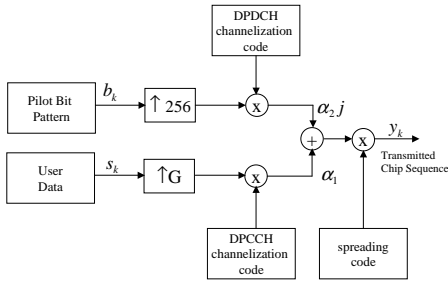 DPDCH
channelization
code
Pilot Bit
Pattern
b_k
↑ 256
x
α₂ j
User
Data
s_k
↑G
x
α₁
+
x
y_k
Transmitted
Chip Sequence
DPCCH
channelization
code
spreading
code